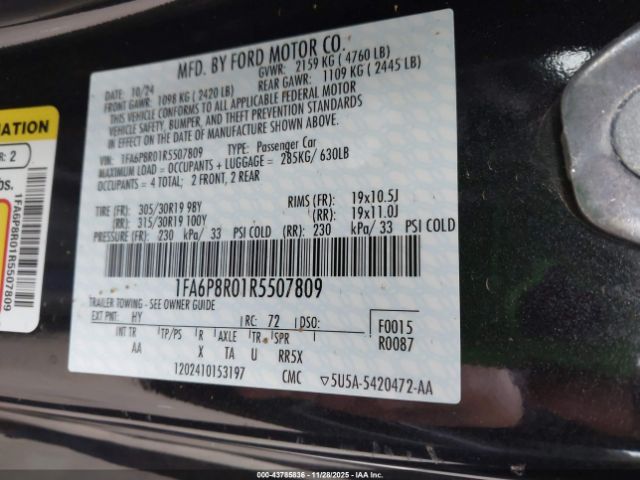 MFD. BY FORD MOTOR CO.
DATE: 10/24 GVWR: 2159 KG ( 4760 LB)
FRONT GAWR: 1098 KG ( 2420 LB) REAR GAWR: 1109 KG ( 2445 LB)
THIS VEHICLE CONFORMS TO ALL APPLICABLE FEDERAL MOTOR
VEHICLE SAFETY, BUMPER, AND THEFT PREVENTION STANDARDS
IN EFFECT ON THE DATE OF MANUFACTURE SHOWN ABOVE.
VIN: 1FA6P8R01R5507809 TYPE: Passenger Car
MAXIMUM LOAD = OCCUPANTS + LUGGAGE = 285KG/ 630LB
OCCUPANTS = 4 TOTAL; 2 FRONT, 2 REAR
TIRE (FR): 305/30R19 98Y RIMS (FR): 19x10.5J
(RR): 315/30R19 100Y (RR): 19x11.0J
PRESSURE (FR): 230 kPa/ 33 PSI COLD (RR): 230 kPa/ 33 PSI COLD
1FA6P8R01R5507809
TRAILER TOWING - SEE OWNER GUIDE
EXT PNT: HY RC: 72 DSO: F0015
INT TR TP/PS R AXLE TR SPR R0087
AA X TA U RR5X
1202410153197 CMC ▽5U5A-5420472-AA
MATION
R: 2
bs.
1FA6P8R01R5507809
IAA 43785836 | 11/28/2025 | IAAI.COM